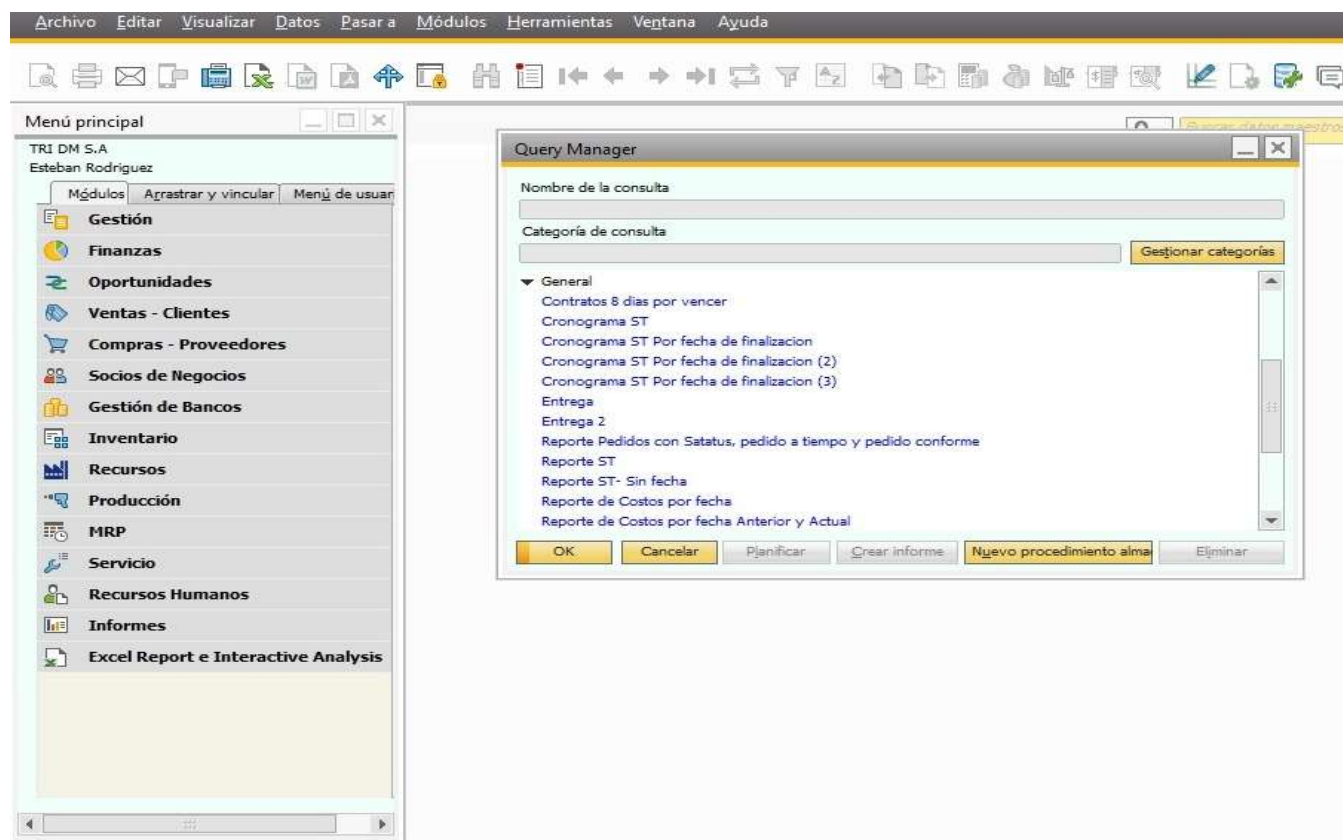 Archivo Editar Visualizar Datos Pasar a Módulos Herramientas Ventana Ayuda
Menú principal
TRI DM S.A
Esteban Rodriguez
Módulos Arrastrar y vincular Menú de usuar
Gestión
Finanzas
Oportunidades
Ventas - Clientes
Compras - Proveedores
Socios de Negocios
Gestión de Bancos
Inventario
Recursos
Producción
MRP
Servicio
Recursos Humanos
Informes
Excel Report e Interactive Analysis
Buscar datos maestros
Query Manager
Nombre de la consulta
Categoría de consulta
Gestionar categorías
General
Contratos 8 dias por vencer
Cronograma ST
Cronograma ST Por fecha de finalizacion
Cronograma ST Por fecha de finalizacion (2)
Cronograma ST Por fecha de finalizacion (3)
Entrega
Entrega 2
Reporte Pedidos con Satatus, pedido a tiempo y pedido conforme
Reporte ST
Reporte ST- Sin fecha
Reporte de Costos por fecha
Reporte de Costos por fecha Anterior y Actual
OK Cancelar Planificar Crear informe Nuevo procedimiento alma Eliminar